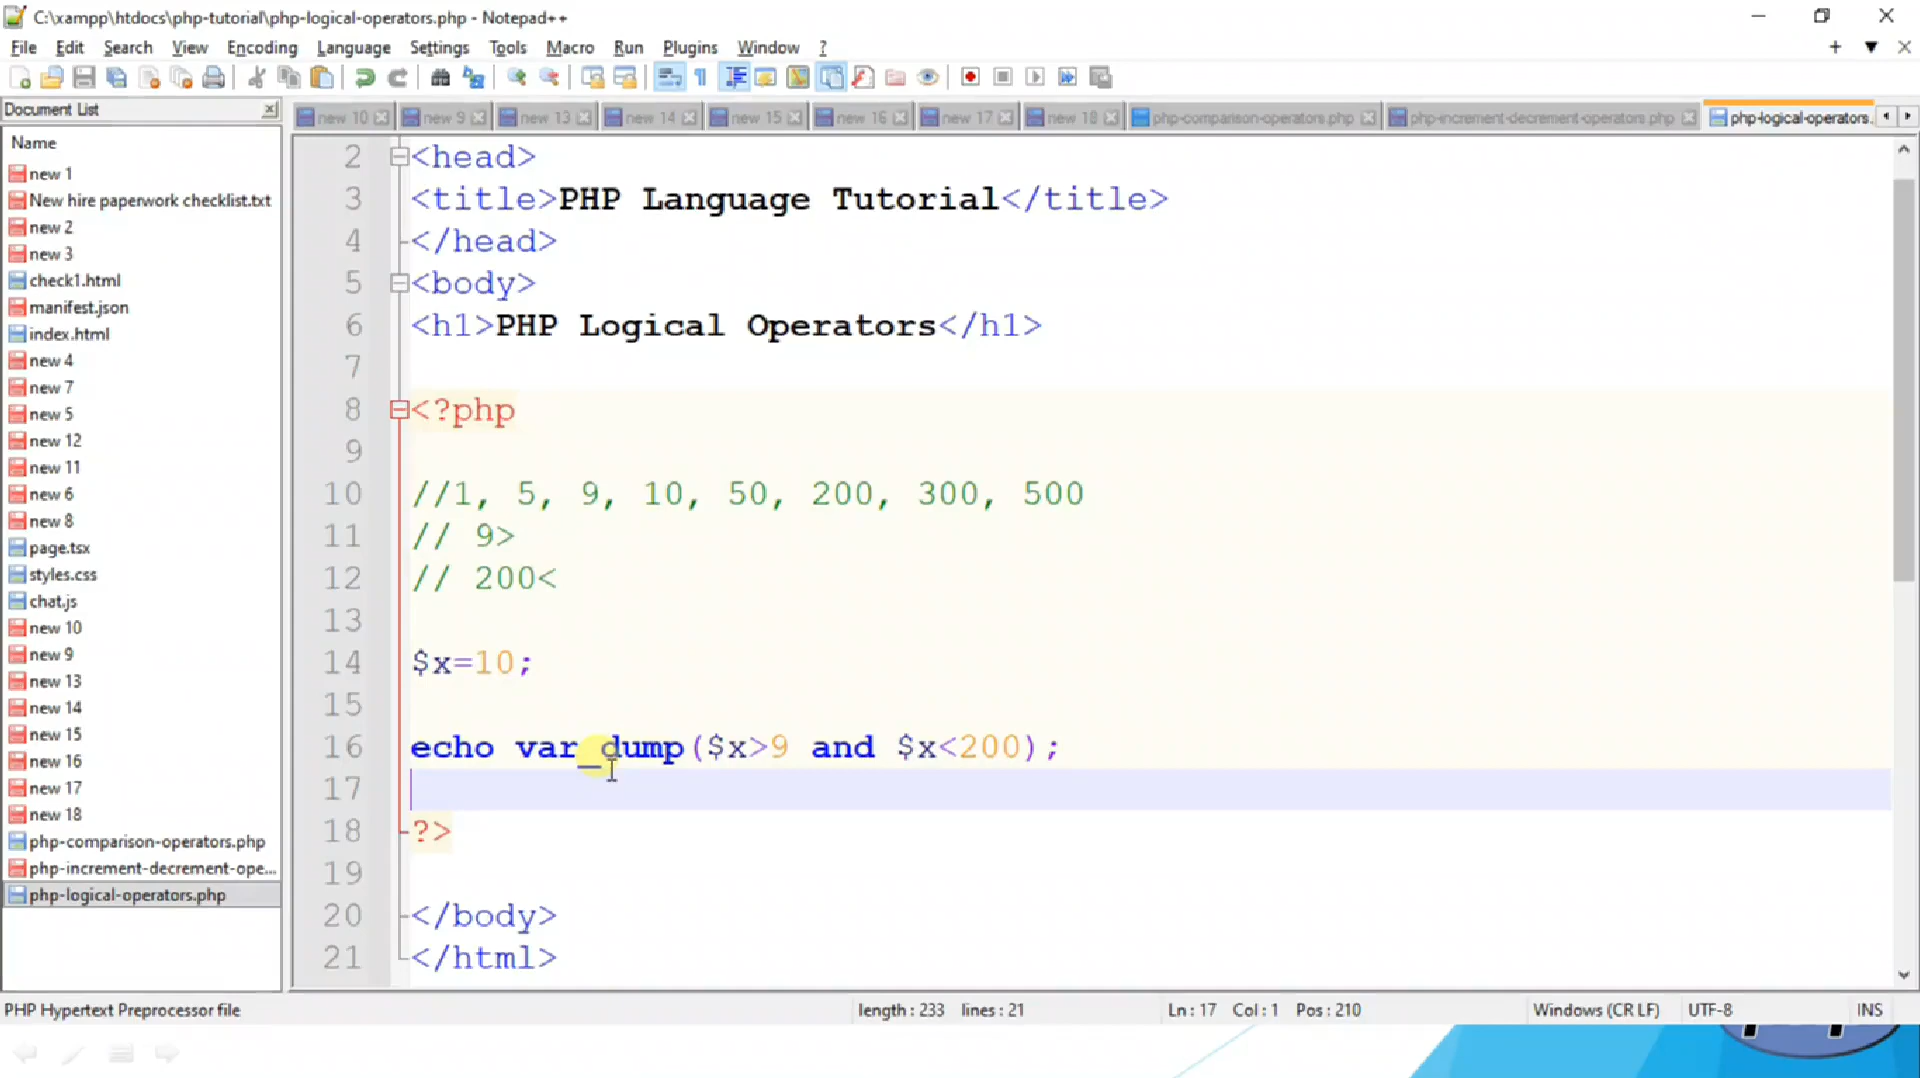 C:\xampp\htdocs\php-tutorial\php-logical-operators.php - Notepad++
File Edit Search View Encoding Language Settings Tools Macro Run Plugins Window ?
Document List
new 10 new 9 new 13 new 14 new 15 new 16 new 17 new 18 php-comparison-operators.php php-increment-decrement-operators.php php-logical-operators.
Name
new 1
New hire paperwork checklist.txt
new 2
new 3
check1.html
manifest.json
index.html
new 4
new 7
new 5
new 12
new 11
new 6
new 8
page.tsx
styles.css
chat.js
new 10
new 9
new 13
new 14
new 15
new 16
new 17
new 18
php-comparison-operators.php
php-increment-decrement-ope...
php-logical-operators.php
2 <head>
3 <title>PHP Language Tutorial</title>
4 </head>
5 <body>
6 <h1>PHP Logical Operators</h1>
7
8 <?php
9
10 //1, 5, 9, 10, 50, 200, 300, 500
11 // 9>
12 // 200<
13
14 $x=10;
15
16 echo var_dump($x>9 and $x<200);
17
18 ?>
19
20 </body>
21 </html>
PHP Hypertext Preprocessor file length : 233 lines : 21 Ln : 17 Col : 1 Pos : 210 Windows (CR LF) UTF-8 INS